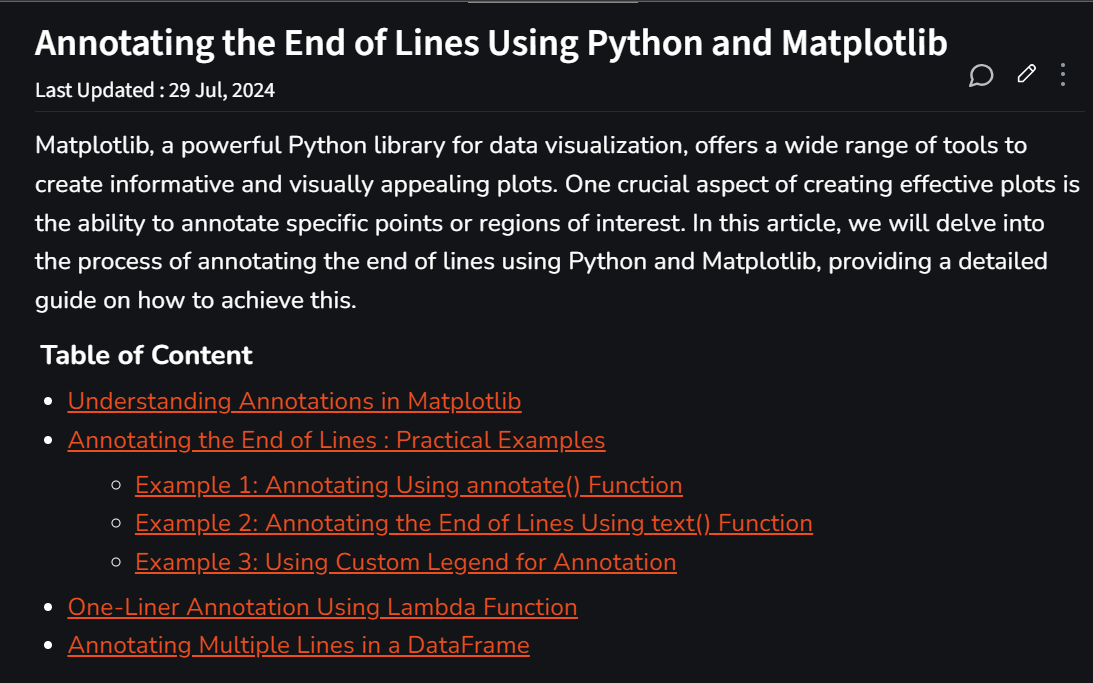 Annotating the End of Lines Using Python and Matplotlib
Last Updated : 29 Jul, 2024
Matplotlib, a powerful Python library for data visualization, offers a wide range of tools to
create informative and visually appealing plots. One crucial aspect of creating effective plots is
the ability to annotate specific points or regions of interest. In this article, we will delve into
the process of annotating the end of lines using Python and Matplotlib, providing a detailed
guide on how to achieve this.
Table of Content
Understanding Annotations in Matplotlib
Annotating the End of Lines : Practical Examples
Example 1: Annotating Using annotate() Function
Example 2: Annotating the End of Lines Using text() Function
Example 3: Using Custom Legend for Annotation
One-Liner Annotation Using Lambda Function
Annotating Multiple Lines in a DataFrame